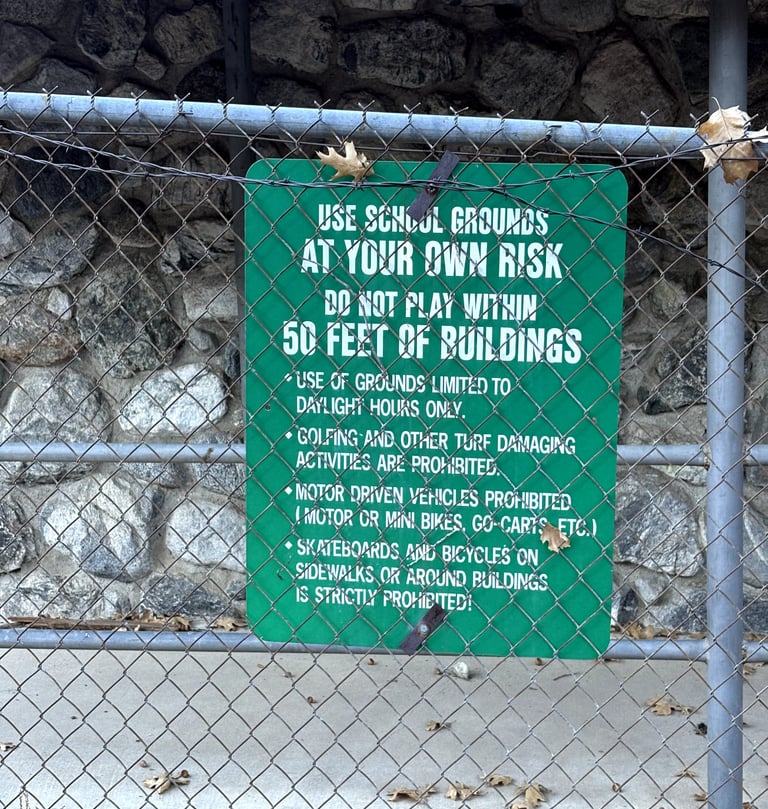 USE SCHOOL GROUNDS
AT YOUR OWN RISK
DO NOT PLAY WITHIN
50 FEET OF BUILDINGS
• USE OF GROUNDS LIMITED TO
DAYLIGHT HOURS ONLY.
• GOLFING AND OTHER TURF DAMAGING
ACTIVITIES ARE PROHIBITED.
• MOTOR DRIVEN VEHICLES PROHIBITED
(MOTOR OR MINI BIKES, GO-CARTS, ETC.)
• SKATEBOARDS AND BICYCLES ON
SIDEWALKS OR AROUND BUILDINGS
IS STRICTLY PROHIBITED!